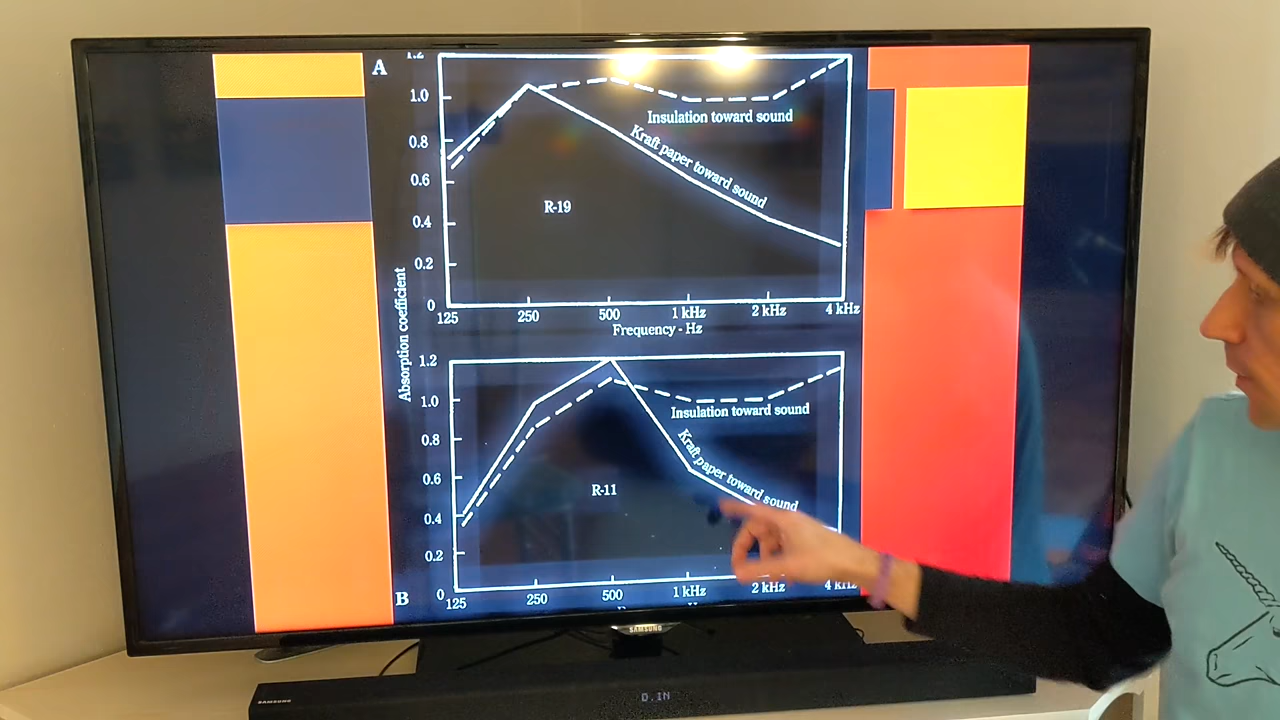 A
1.2
1.0
0.8
0.6
0.4
0.2
0
Insulation toward sound
Kraft paper toward sound
R-19
125 250 500 1 kHz 2 kHz 4 kHz
Frequency - Hz
Absorption coefficient
1.2
1.0
0.8
0.6
0.4
0.2
0
Insulation toward sound
Kraft paper toward sound
R-11
B
125 250 500 1 kHz 2 kHz 4 kHz
SAMSUNG
SAMSUNG
D.IN